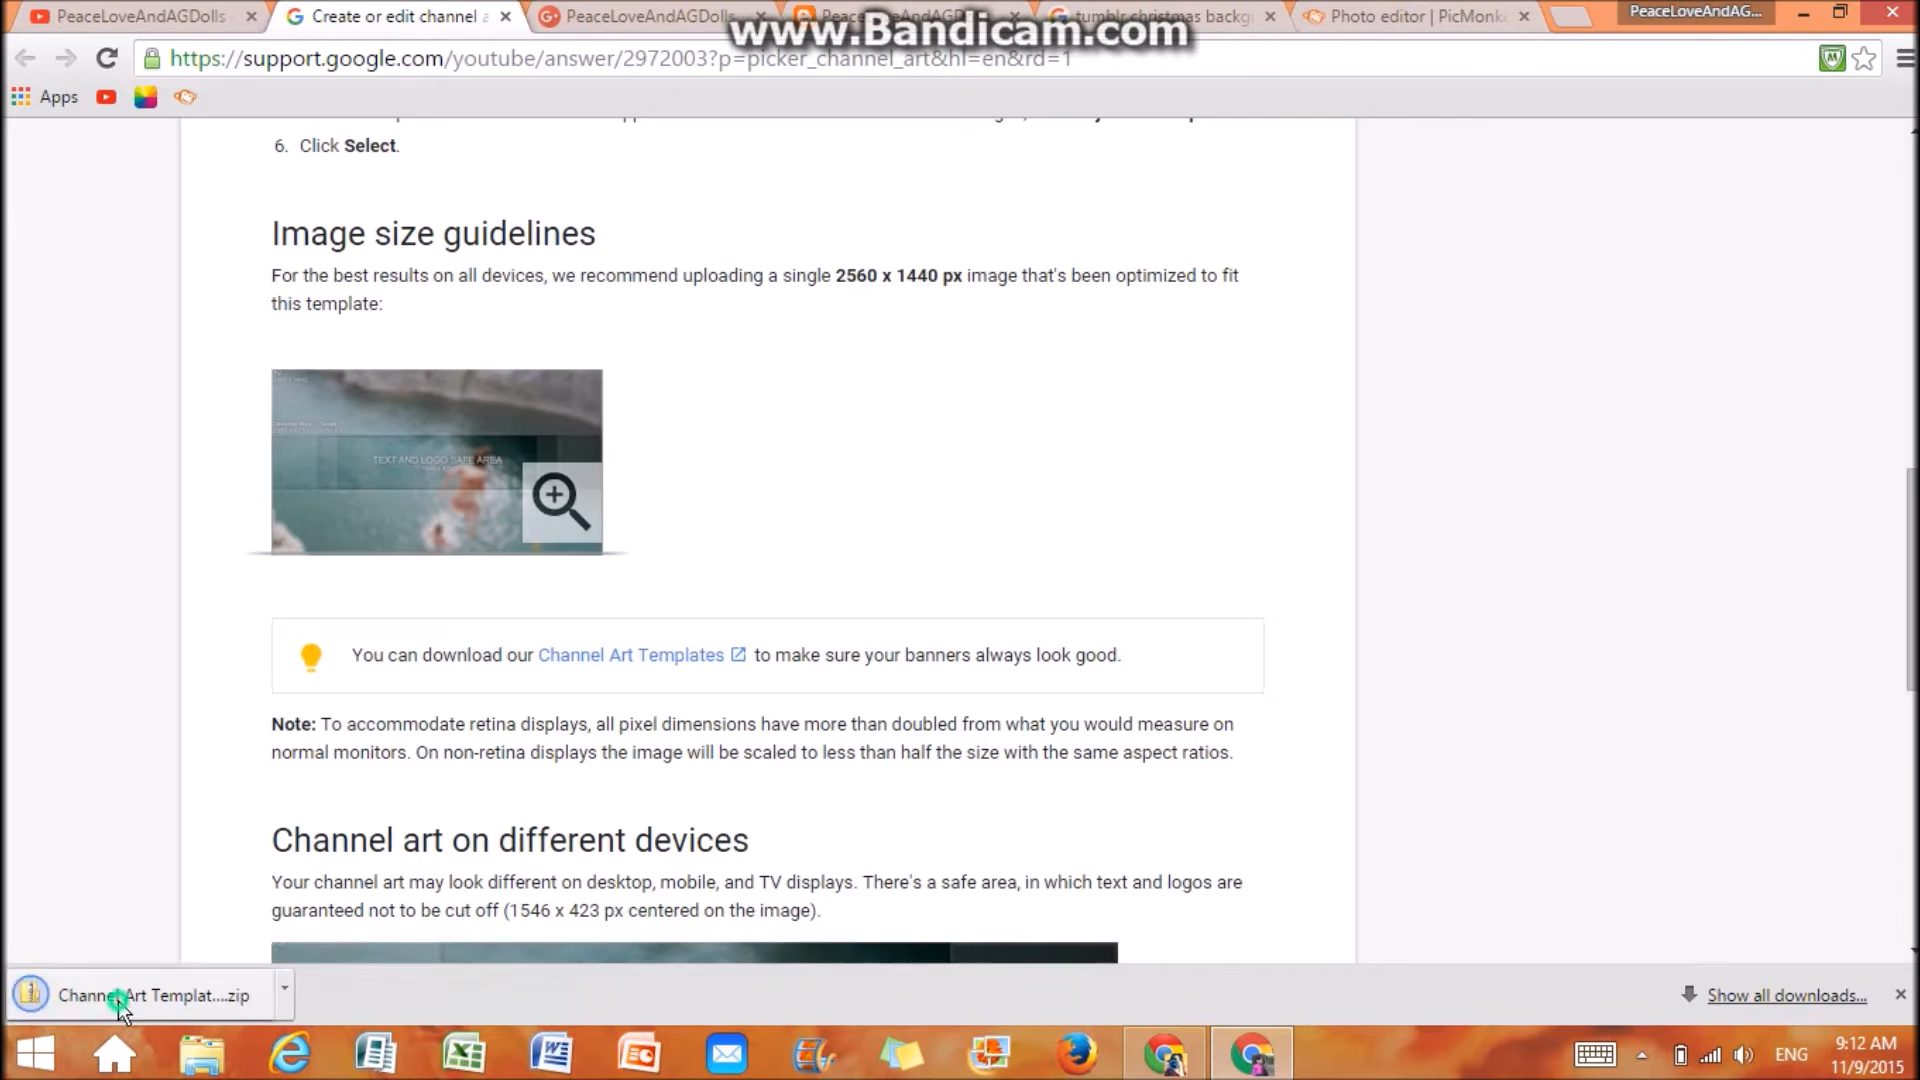 PeaceLoveAndAGDolls
Create or edit channel a
PeaceLoveAndAGDolls
tumblr christmas backg
Photo editor | PicMonk
PeaceLoveAndAG...
www.Bandicam.com
https://support.google.com/youtube/answer/2972003?p=picker_channel_art&hl=en&rd=1
Apps
6. Click Select.
Image size guidelines
For the best results on all devices, we recommend uploading a single 2560 x 1440 px image that's been optimized to fit
this template:
TEXT AND LOGO SAFE AREA
You can download our Channel Art Templates to make sure your banners always look good.
Note: To accommodate retina displays, all pixel dimensions have more than doubled from what you would measure on
normal monitors. On non-retina displays the image will be scaled to less than half the size with the same aspect ratios.
Channel art on different devices
Your channel art may look different on desktop, mobile, and TV displays. There's a safe area, in which text and logos are
guaranteed not to be cut off (1546 x 423 px centered on the image).
Channel Art Templat....zip
Show all downloads...
ENG
9:12 AM
11/9/2015